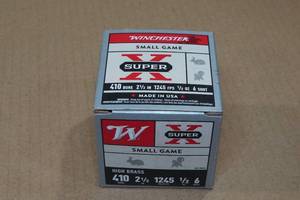 WINCHESTER
SMALL GAME
SUPER X
410 BORE 2½ IN 1245 FPS ½ OZ 6 SHOT
MADE IN USA
W
SUPER X
SMALL GAME
HIGH BRASS
410 2½ 1245 ½ 6